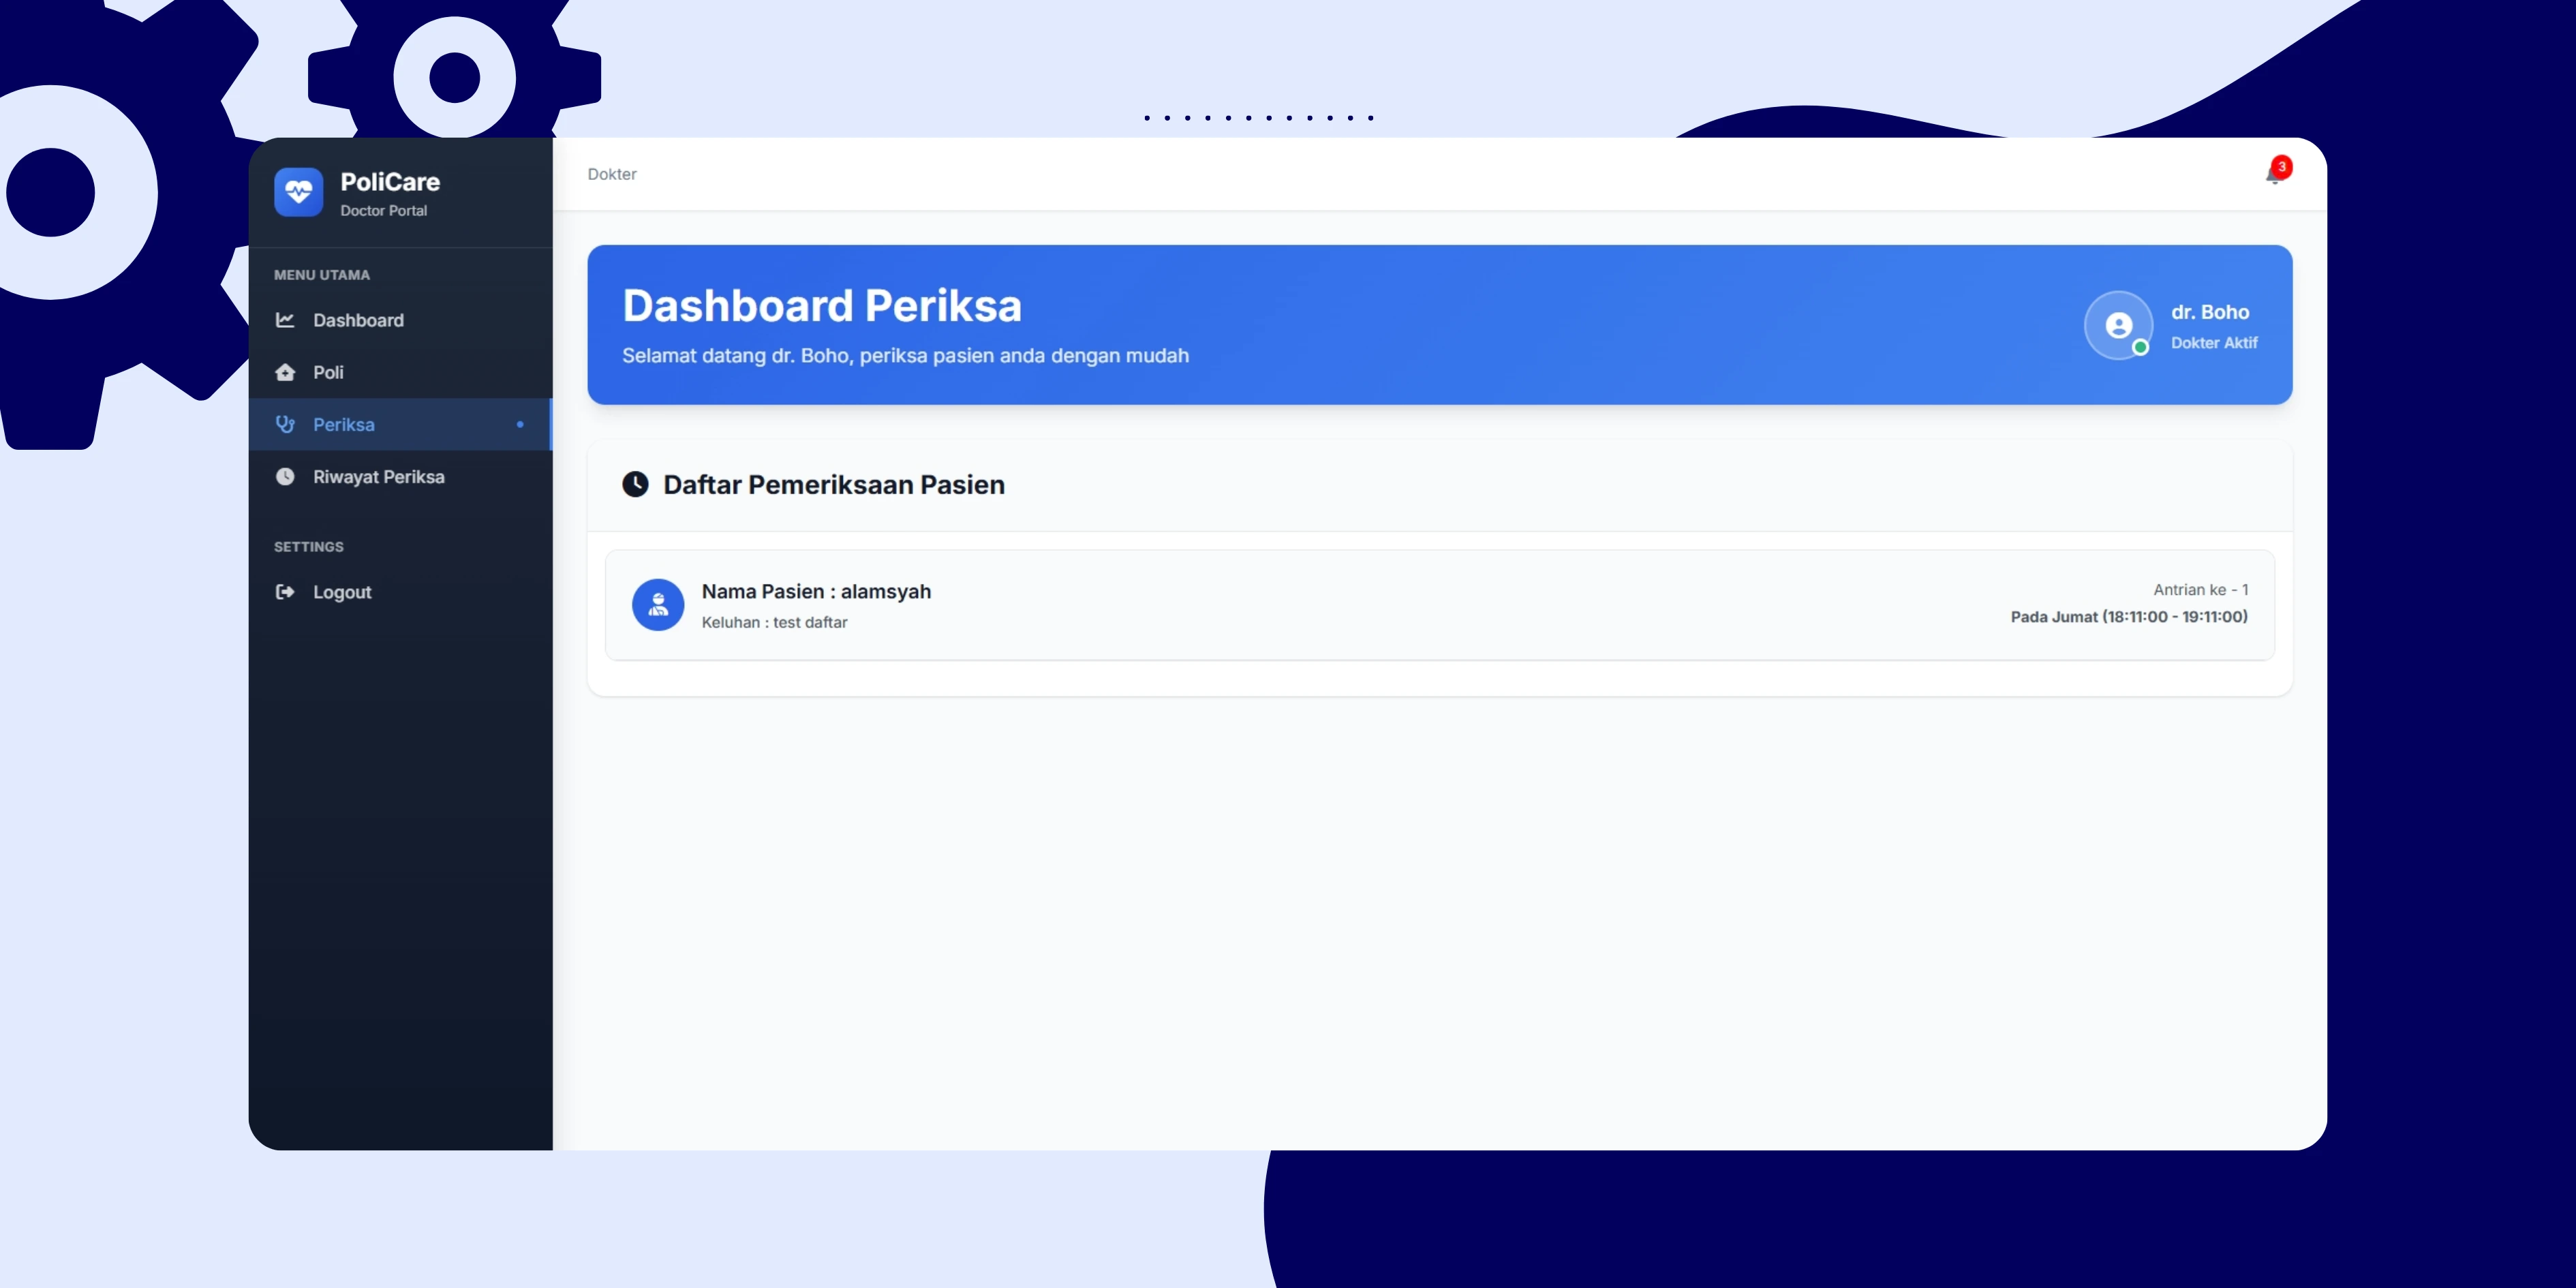 PoliCare
Doctor Portal
MENU UTAMA
Dashboard
Poli
Periksa
Riwayat Periksa
SETTINGS
Logout
Dokter
3
Dashboard Periksa
Selamat datang dr. Boho, periksa pasien anda dengan mudah
dr. Boho
Dokter Aktif
Daftar Pemeriksaan Pasien
Nama Pasien : alamsyah
Keluhan : test daftar
Antrian ke - 1
Pada Jumat (18:11:00 - 19:11:00)